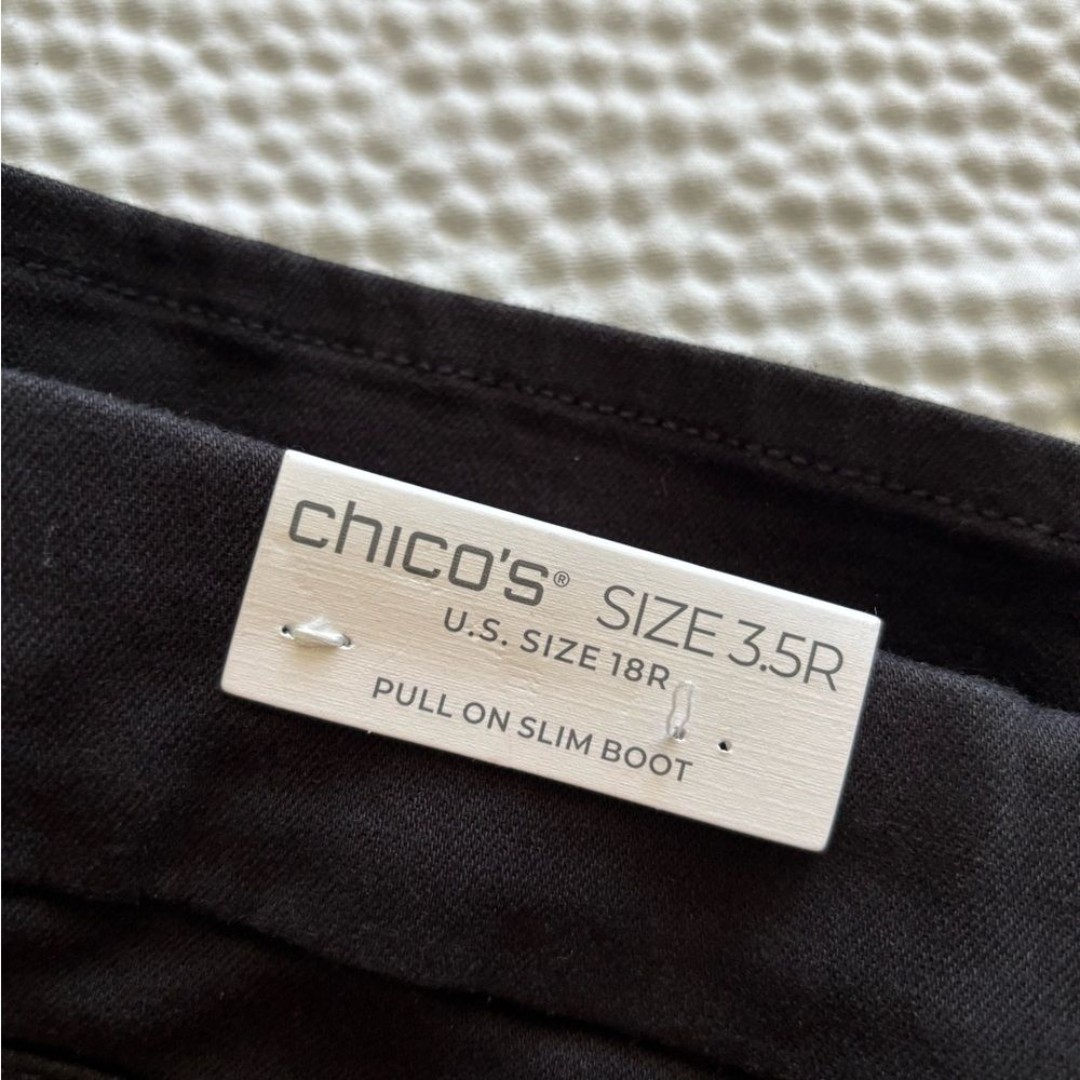 chico's® SIZE 3.5R
U.S. SIZE 18R
PULL ON SLIM BOOT